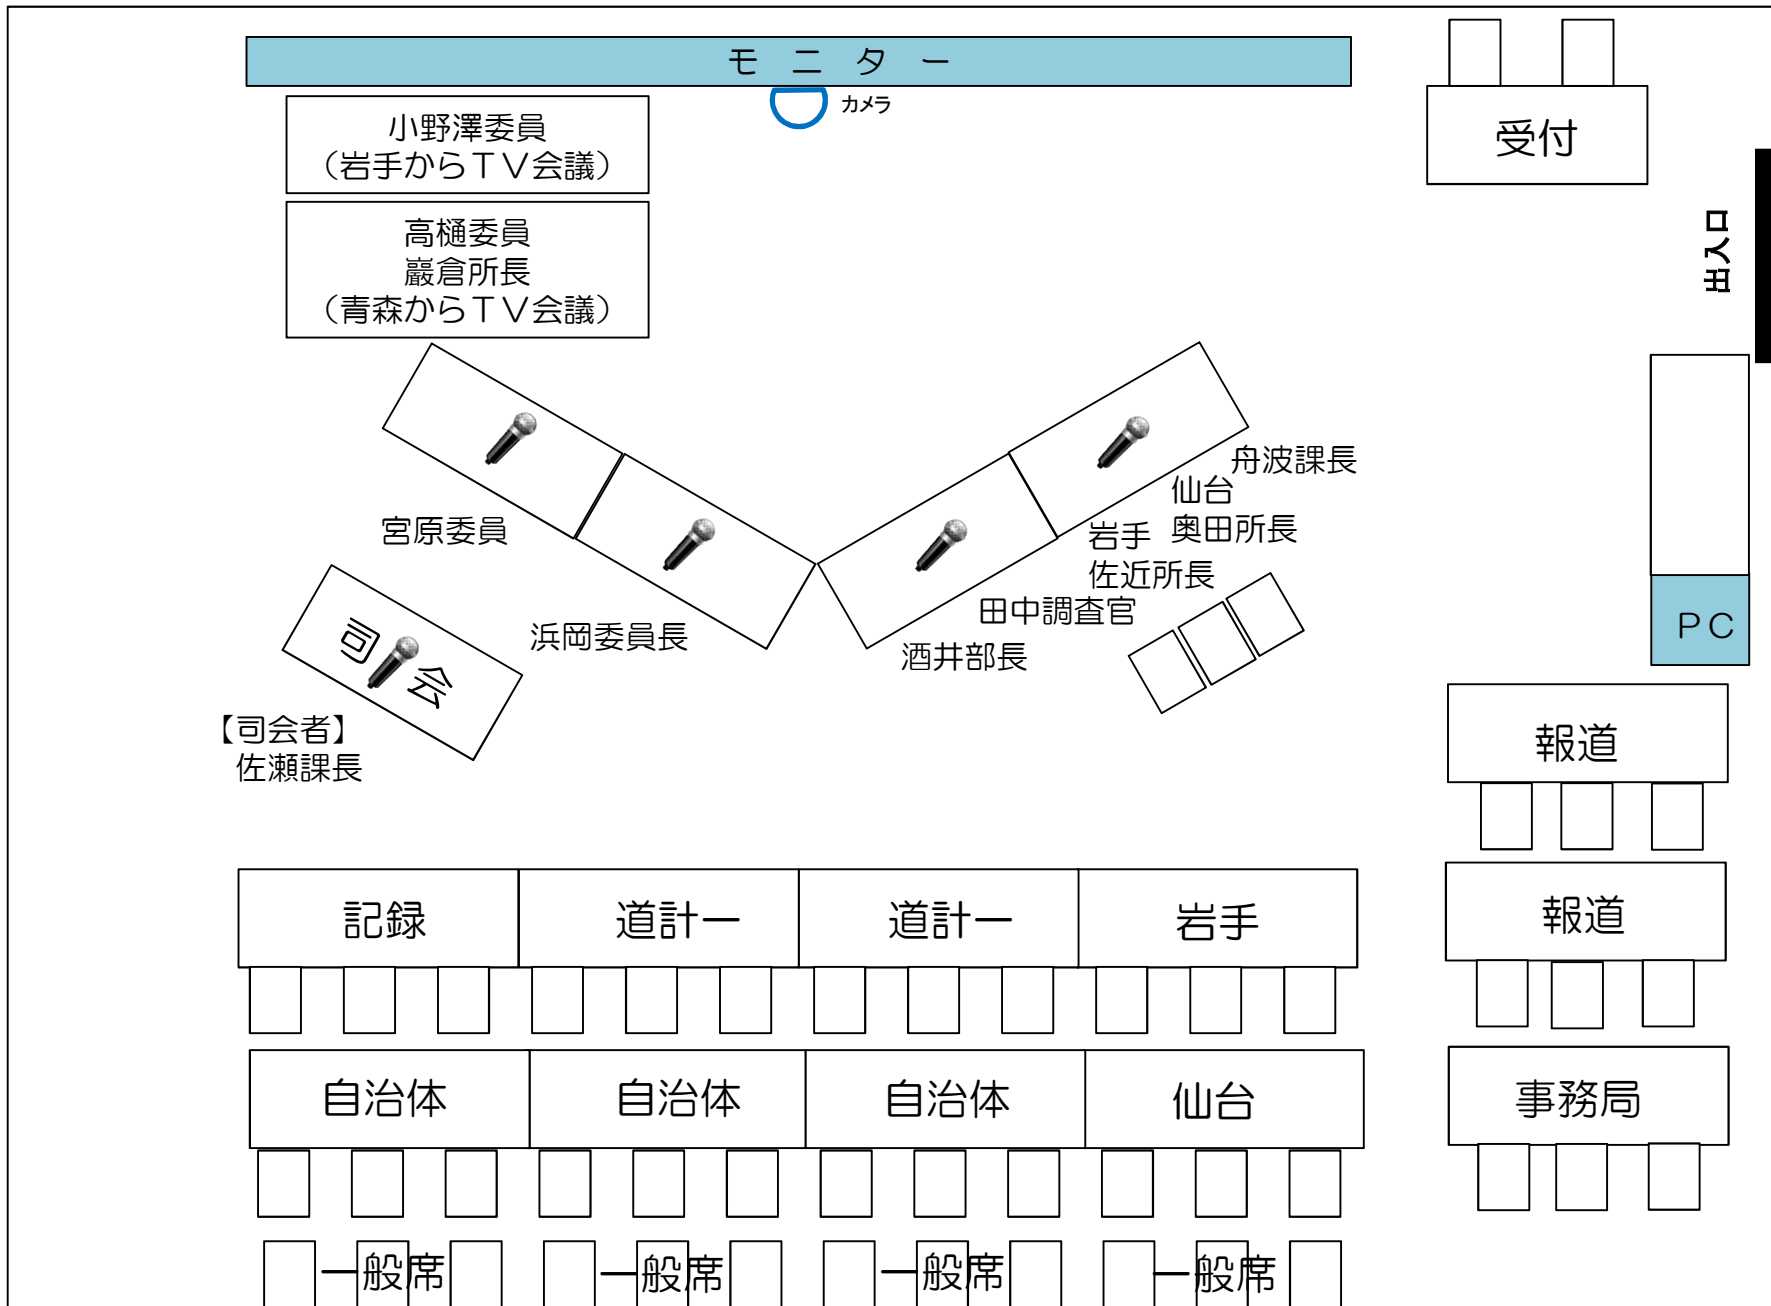 モニター
カメラ
受付
小野澤委員
（岩手からＴＶ会議）
高樋委員
巖倉所長
（青森からＴＶ会議）
出入口
舟波課長
仙台
奥田所長
岩手
佐近所長
田中調査官
酒井部長
宮原委員
浜岡委員長
司会
【司会者】
佐瀬課長
ＰＣ
報道
記録
道計一
道計一
岩手
報道
自治体
自治体
自治体
仙台
事務局
一般席
一般席
一般席
一般席